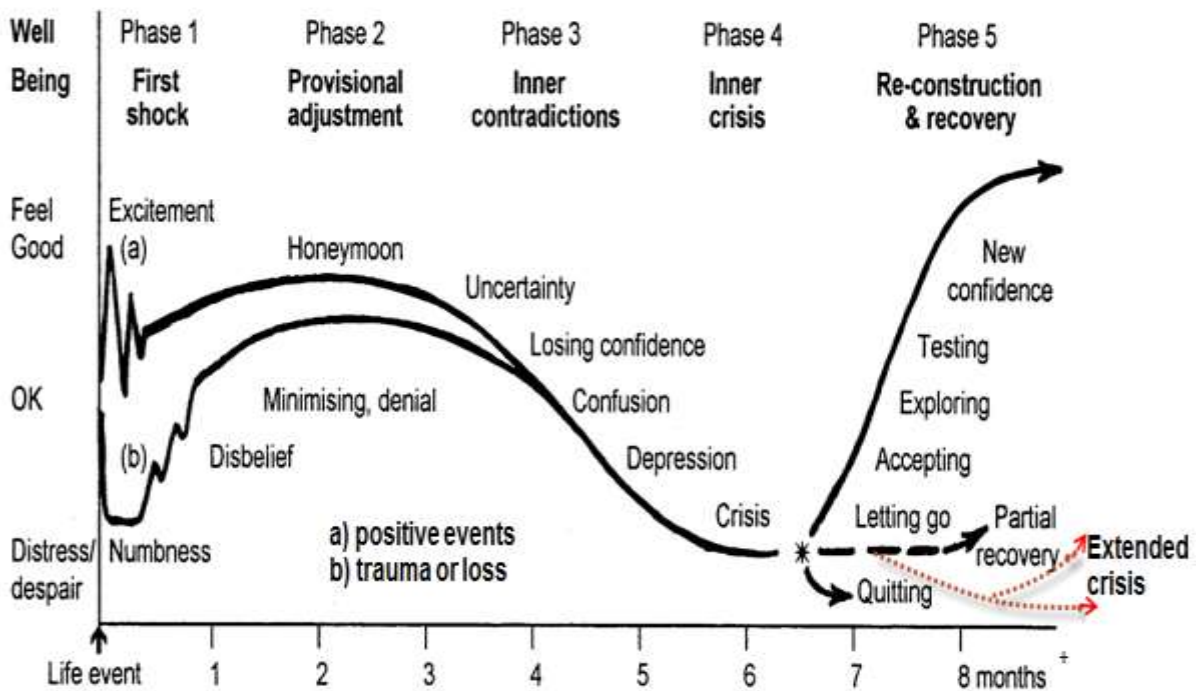 Well Phase 1 Phase 2 Phase 3 Phase 4 Phase 5
Being First Provisional Inner Inner Re-construction
shock adjustment contradictions crisis & recovery
Feel Excitement
Good (a) Honeymoon New
Uncertainty confidence
Losing confidence Testing
OK Minimising, denial Confusion Exploring
(b) Disbelief Depression Accepting
Crisis Letting go Partial
a) positive events recovery
Distress/ Numbness Extended
despair b) trauma or loss crisis
* Quitting
Life event 1 2 3 4 5 6 7 8 months +